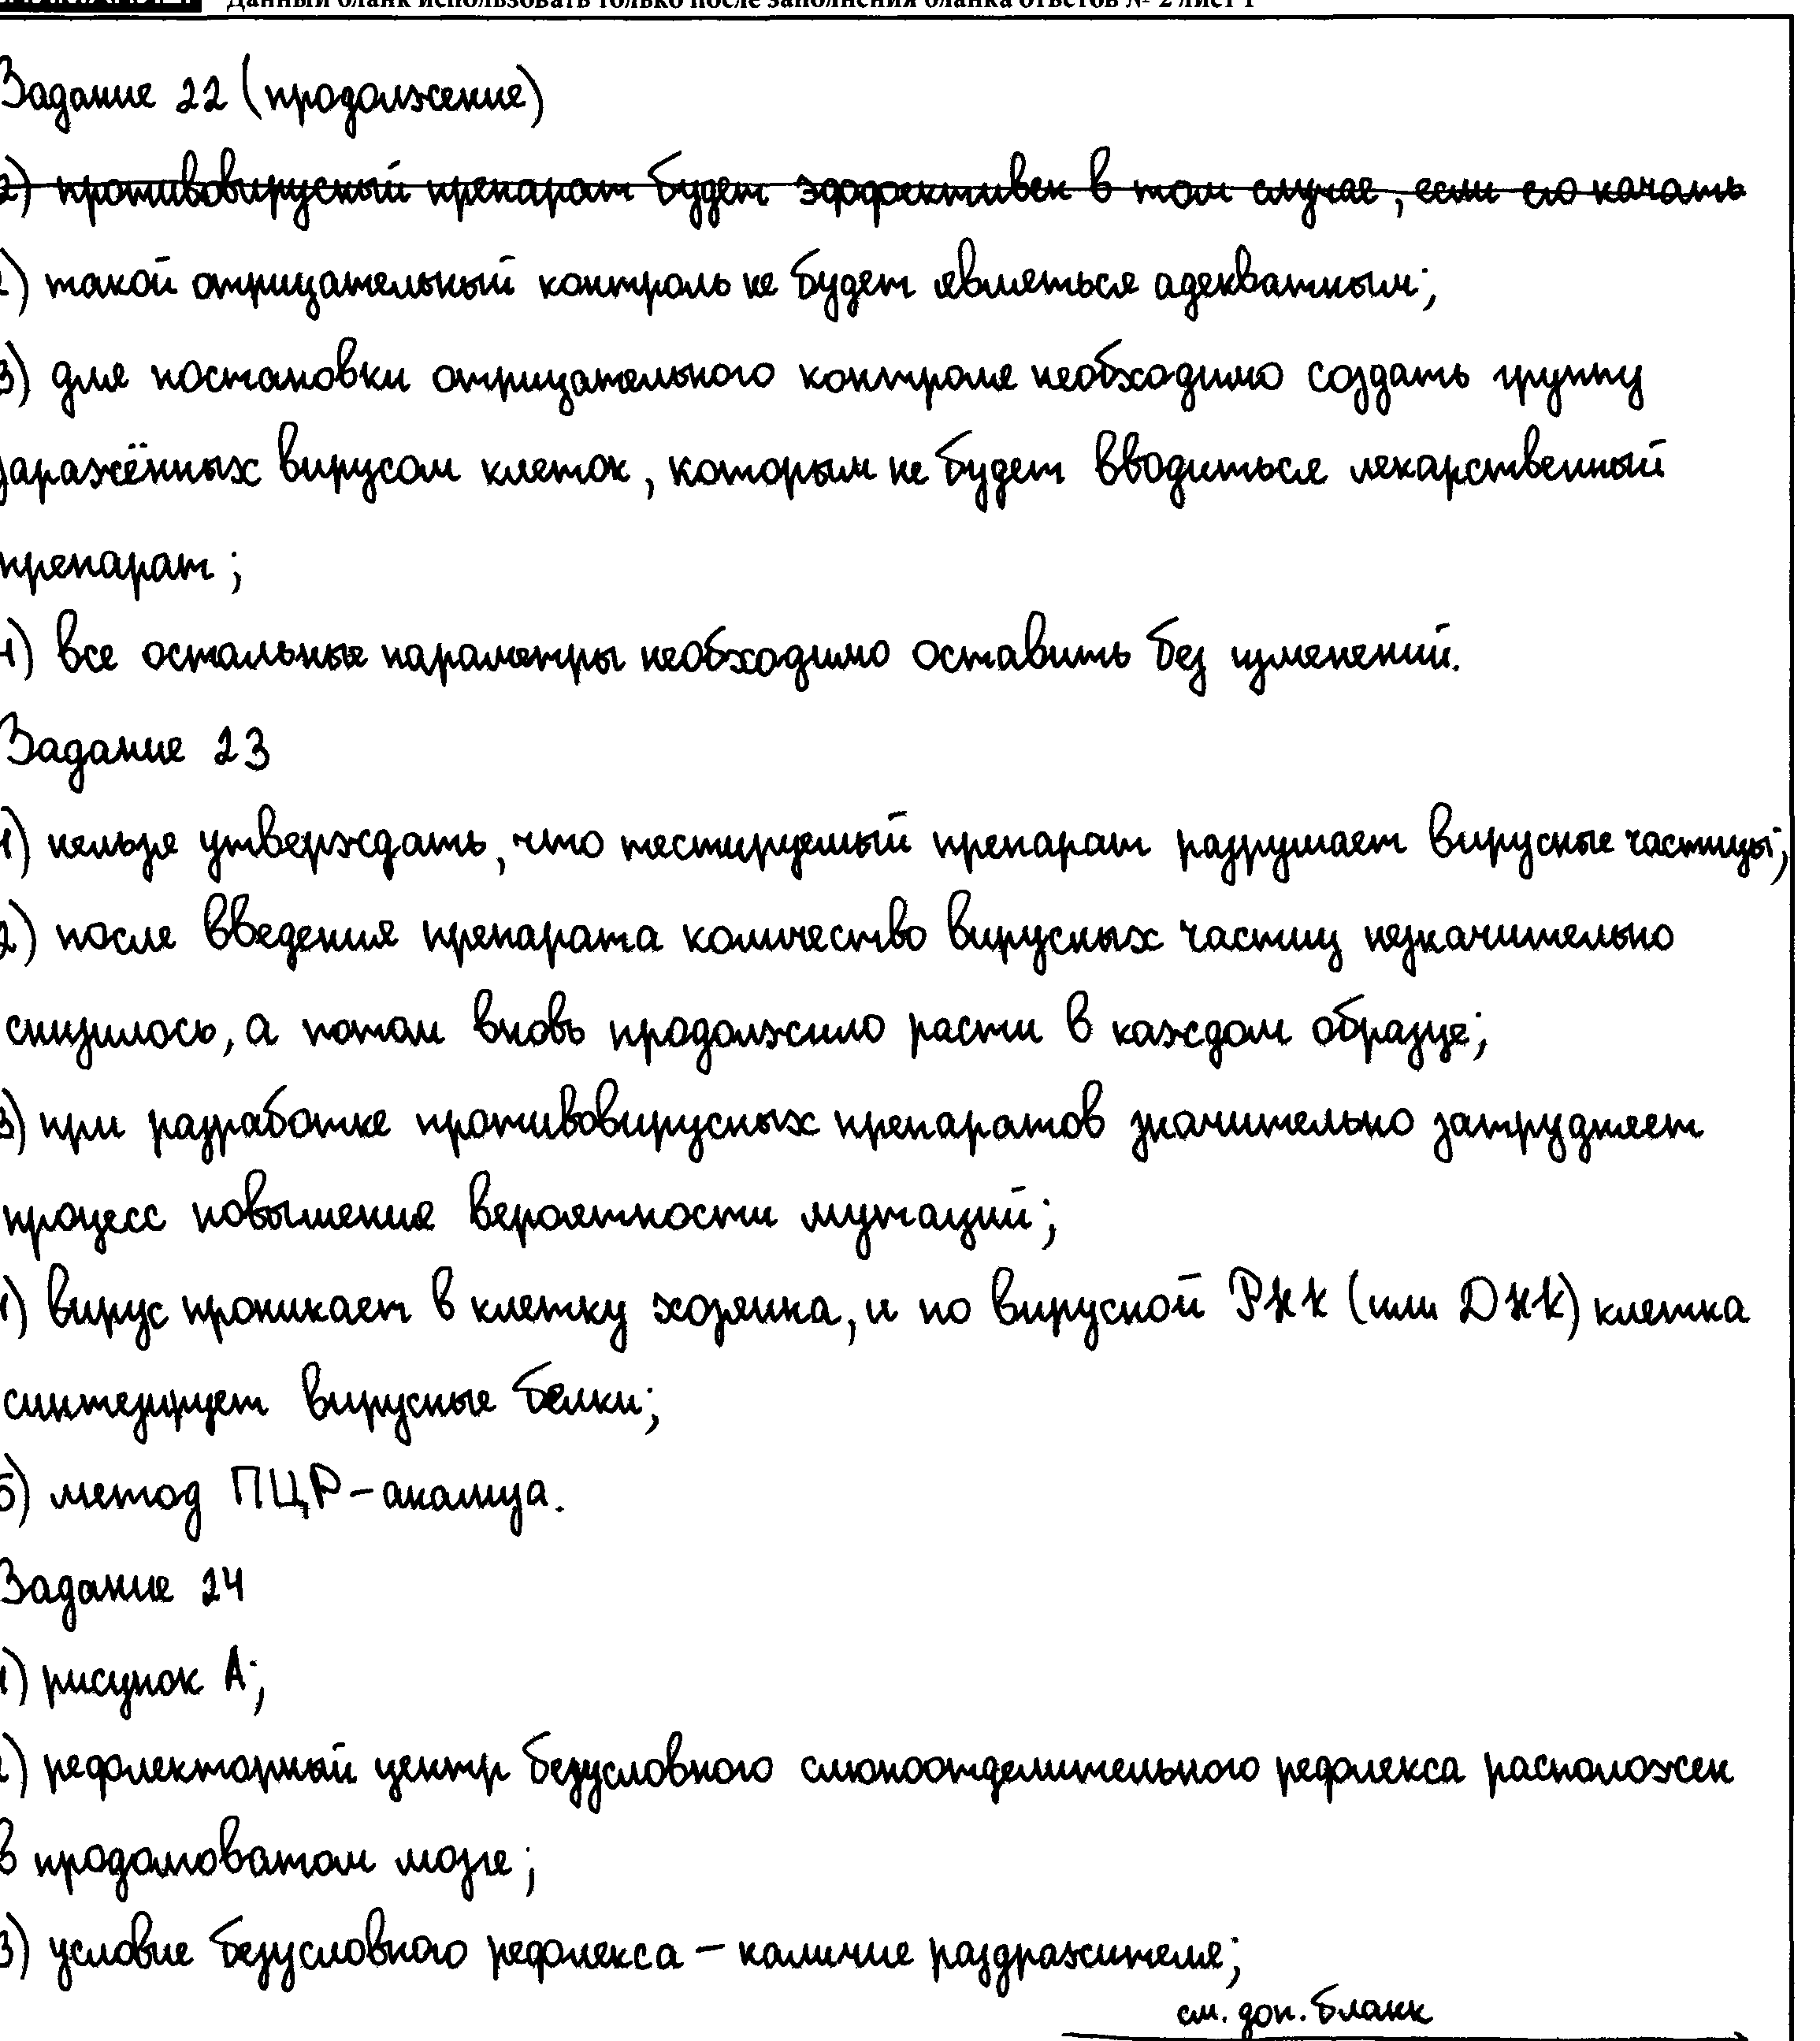 Данный бланк использовать только после заполнения бланка ответов № 2 лист 1
Задание 22 (продолжение)
2) противовирусный препарат будет эффективен в том случае, если его начать
2) такой отрицательный контроль не будет являться адекватным;
3) для постановки отрицательного контроля необходимо создать группу
заражённых вирусом клеток, которым не будет вводиться лекарственный
препарат;
4) все остальные параметры необходимо оставить без изменений.
Задание 23
1) нельзя утверждать, что тестируемый препарат разрушает вирусные частицы;
2) после введения препарата количество вирусных частиц незначительно
снизилось, а потом вновь продолжило расти в каждом образце;
3) при разработке противовирусных препаратов значительно затрудняет
процесс повышения вероятности мутаций;
4) вирус проникает в клетку хозяина, и по вирусной РНК (или ДНК) клетка
синтезирует вирусные белки;
5) метод ПЦР-анализа.
Задание 24
1) рисунок А;
2) рефлекторный центр безусловного слюноотделительного рефлекса расположен
в продолговатом мозге;
3) условие безусловного рефлекса – наличие раздражителя;
см. доп. бланк